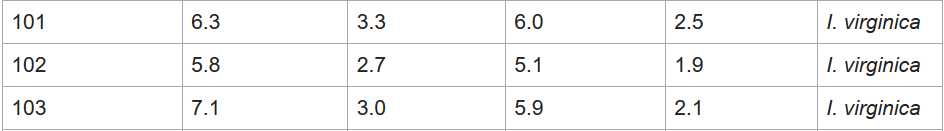 101 6.3 3.3 6.0 2.5 I. virginica
102 5.8 2.7 5.1 1.9 I. virginica
103 7.1 3.0 5.9 2.1 I. virginica